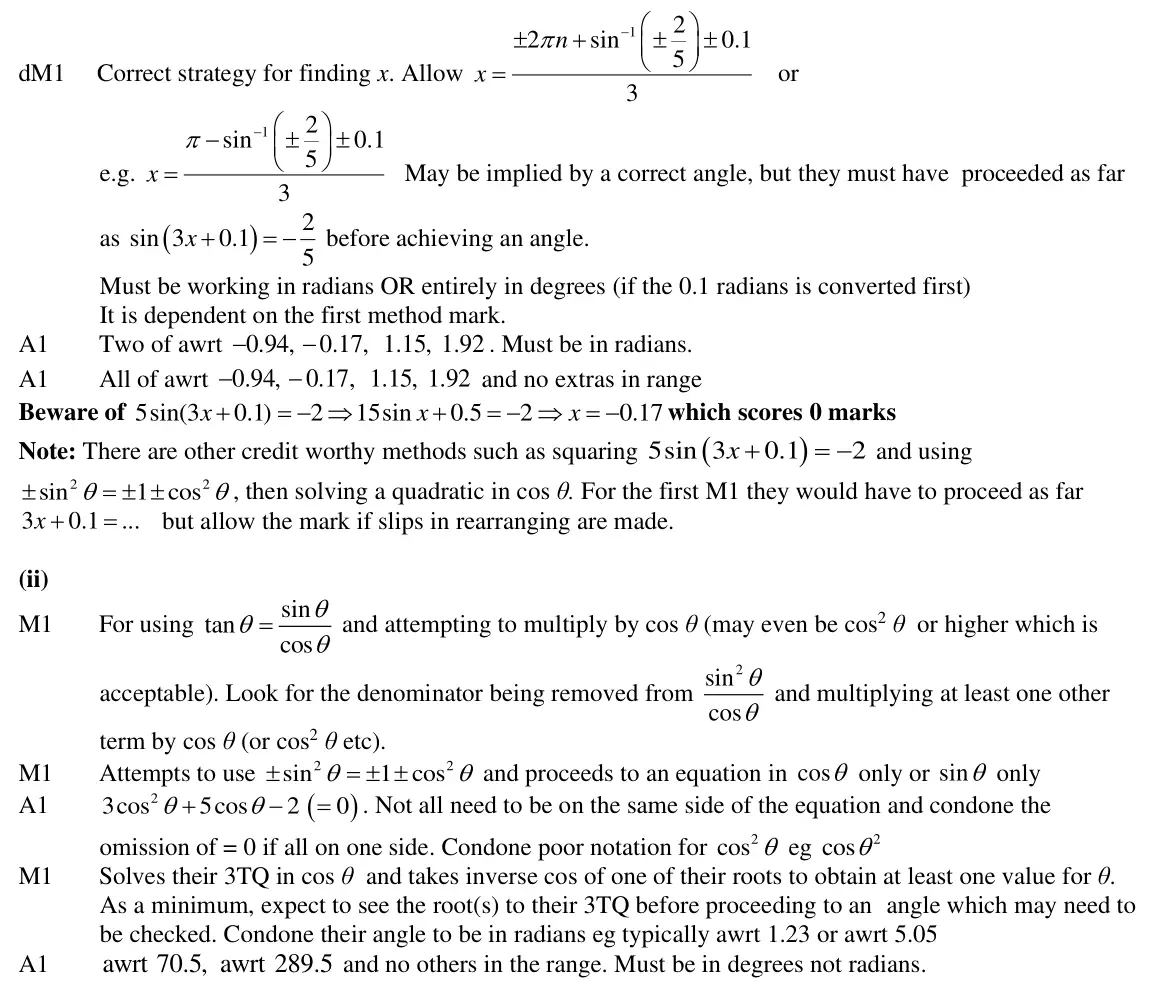 dM1 Correct strategy for finding x. Allow x = (±2πn + sin⁻¹(±2/5) ± 0.1)/3 or
e.g. x = (π − sin⁻¹(±2/5) ± 0.1)/3 May be implied by a correct angle, but they must have proceeded as far
as sin(3x + 0.1) = −2/5 before achieving an angle.
Must be working in radians OR entirely in degrees (if the 0.1 radians is converted first)
It is dependent on the first method mark.
A1 Two of awrt −0.94, −0.17, 1.15, 1.92. Must be in radians.
A1 All of awrt −0.94, −0.17, 1.15, 1.92 and no extras in range
Beware of 5sin(3x + 0.1) = −2 ⇒ 15sin x + 0.5 = −2 ⇒ x = −0.17 which scores 0 marks
Note: There are other credit worthy methods such as squaring 5sin(3x + 0.1) = −2 and using
±sin² θ = ±1 ± cos² θ, then solving a quadratic in cos θ. For the first M1 they would have to proceed as far
3x + 0.1 = ... but allow the mark if slips in rearranging are made.
(ii)
M1 For using tan θ = sin θ/cos θ and attempting to multiply by cos θ (may even be cos² θ or higher which is
acceptable). Look for the denominator being removed from sin² θ/cos θ and multiplying at least one other
term by cos θ (or cos² θ etc).
M1 Attempts to use ±sin² θ = ±1 ± cos² θ and proceeds to an equation in cos θ only or sin θ only
A1 3cos² θ + 5cos θ − 2 (= 0). Not all need to be on the same side of the equation and condone the
omission of = 0 if all on one side. Condone poor notation for cos² θ eg cos θ²
M1 Solves their 3TQ in cos θ and takes inverse cos of one of their roots to obtain at least one value for θ.
As a minimum, expect to see the root(s) to their 3TQ before proceeding to an angle which may need to
be checked. Condone their angle to be in radians eg typically awrt 1.23 or awrt 5.05
A1 awrt 70.5, awrt 289.5 and no others in the range. Must be in degrees not radians.